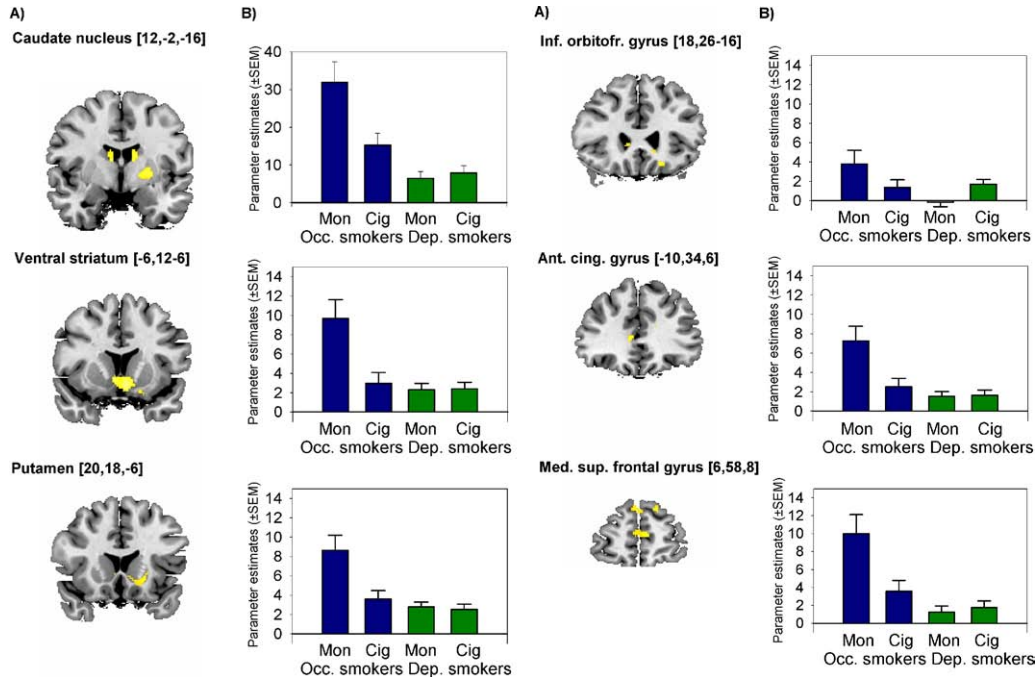 A)
B)
Caudate nucleus [12,-2,-16]
Parameter estimates (±SEM)
40
30
20
10
0
Mon Cig Mon Cig
Occ. smokers Dep. smokers
Ventral striatum [-6,12-6]
Parameter estimates (±SEM)
14
12
10
8
6
4
2
0
Mon Cig Mon Cig
Occ. smokers Dep. smokers
Putamen [20,18,-6]
Parameter estimates (±SEM)
14
12
10
8
6
4
2
0
Mon Cig Mon Cig
Occ. smokers Dep. smokers
A)
B)
Inf. orbitofr. gyrus [18,26-16]
Parameter estimates (±SEM)
14
12
10
8
6
4
2
0
Mon Cig Mon Cig
Occ. smokers Dep. smokers
Ant. cing. gyrus [-10,34,6]
Parameter estimates (±SEM)
14
12
10
8
6
4
2
0
Mon Cig Mon Cig
Occ. smokers Dep. smokers
Med. sup. frontal gyrus [6,58,8]
Parameter estimates (±SEM)
14
12
10
8
6
4
2
0
Mon Cig Mon Cig
Occ. smokers Dep. smokers